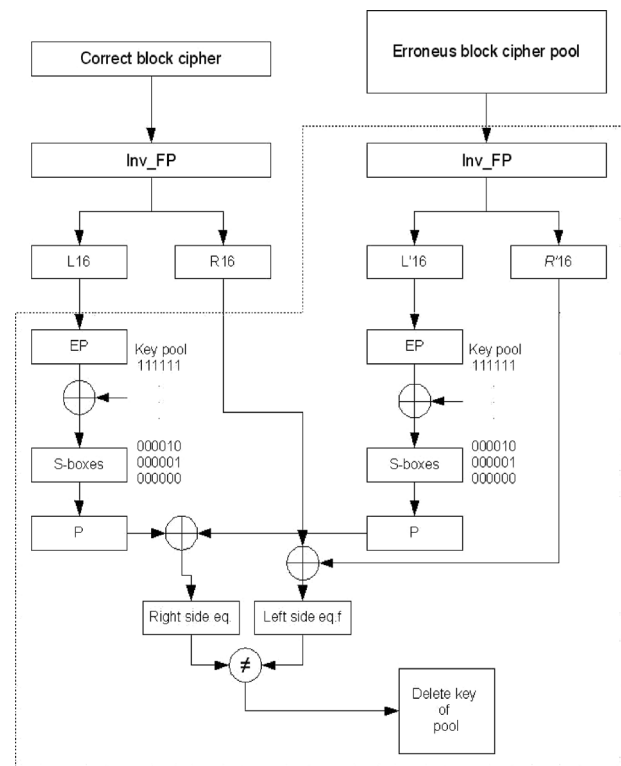 Correct block cipher
Erroneus block cipher pool
Inv_FP
Inv_FP
L16
R16
L'16
R'16
EP
Key pool
111111
EP
Key pool
111111
S-boxes
000010
000001
000000
S-boxes
000010
000001
000000
P
P
Right side eq.
Left side eq.f
≠
Delete key
of
pool